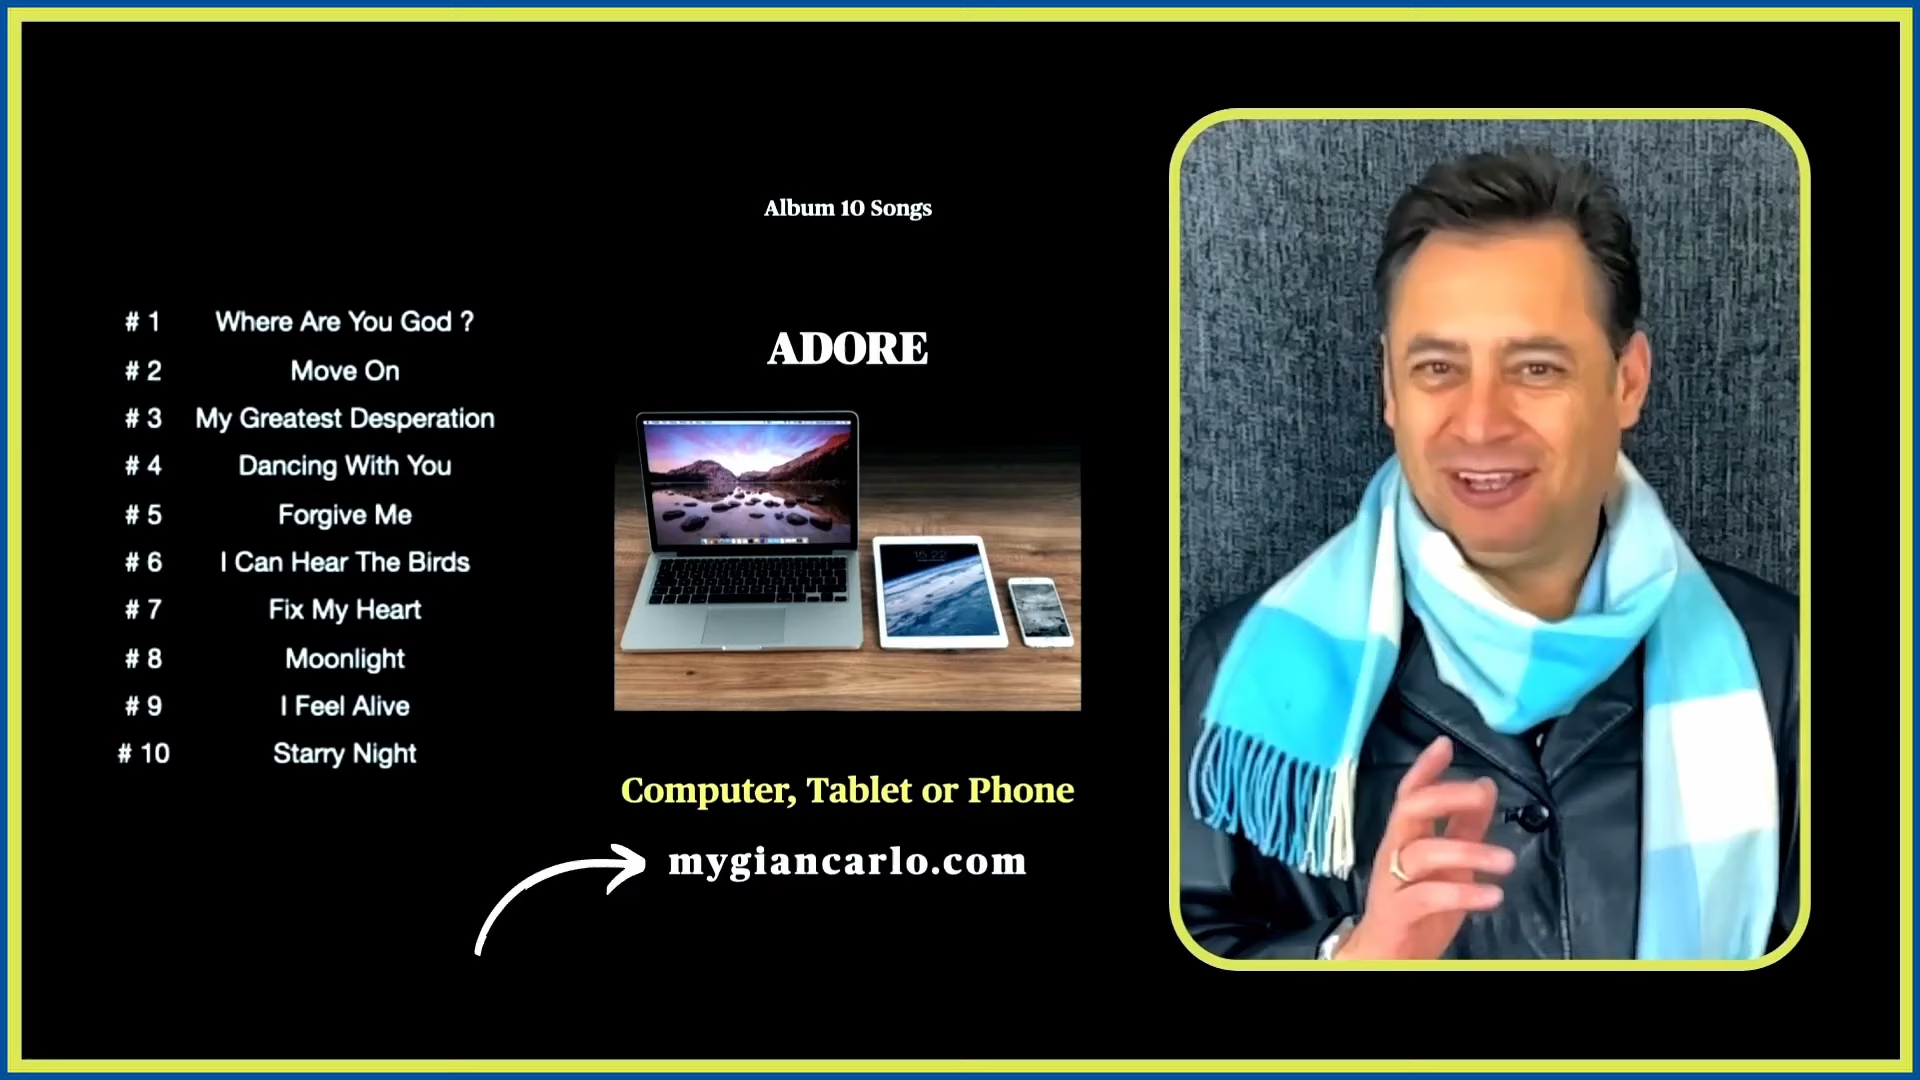 Album 10 Songs
ADORE
# 1 Where Are You God ?
# 2 Move On
# 3 My Greatest Desperation
# 4 Dancing With You
# 5 Forgive Me
# 6 I Can Hear The Birds
# 7 Fix My Heart
# 8 Moonlight
# 9 I Feel Alive
# 10 Starry Night
15:22
Computer, Tablet or Phone
mygiancarlo.com